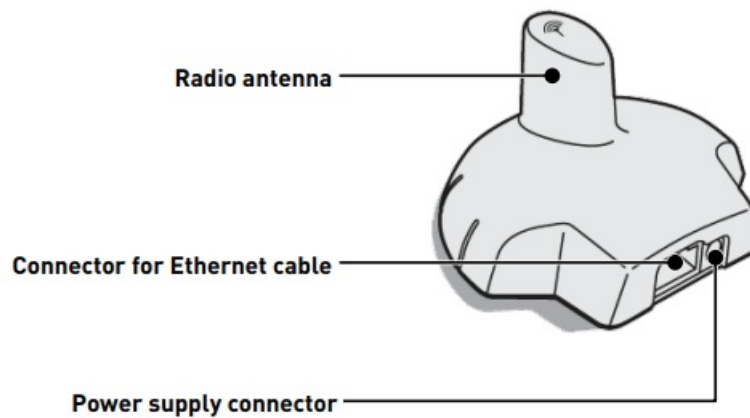 Radio antenna
Connector for Ethernet cable
Power supply connector